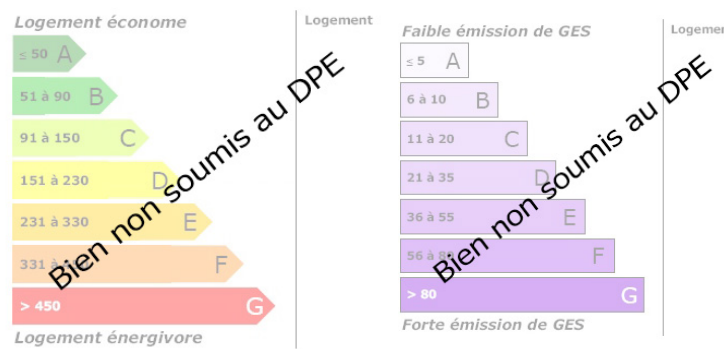 Logement économe
Logement
≤ 50 A
51 à 90 B
91 à 150 C
151 à 230 D
231 à 330 E
331 F
> 450 G
Logement énergivore
Bien non soumis au DPE
Faible émission de GES
Logemen
≤ 5 A
6 à 10 B
11 à 20 C
21 à 35 D
36 à 55 E
56 à 80 F
> 80 G
Forte émission de GES
Bien non soumis au DPE